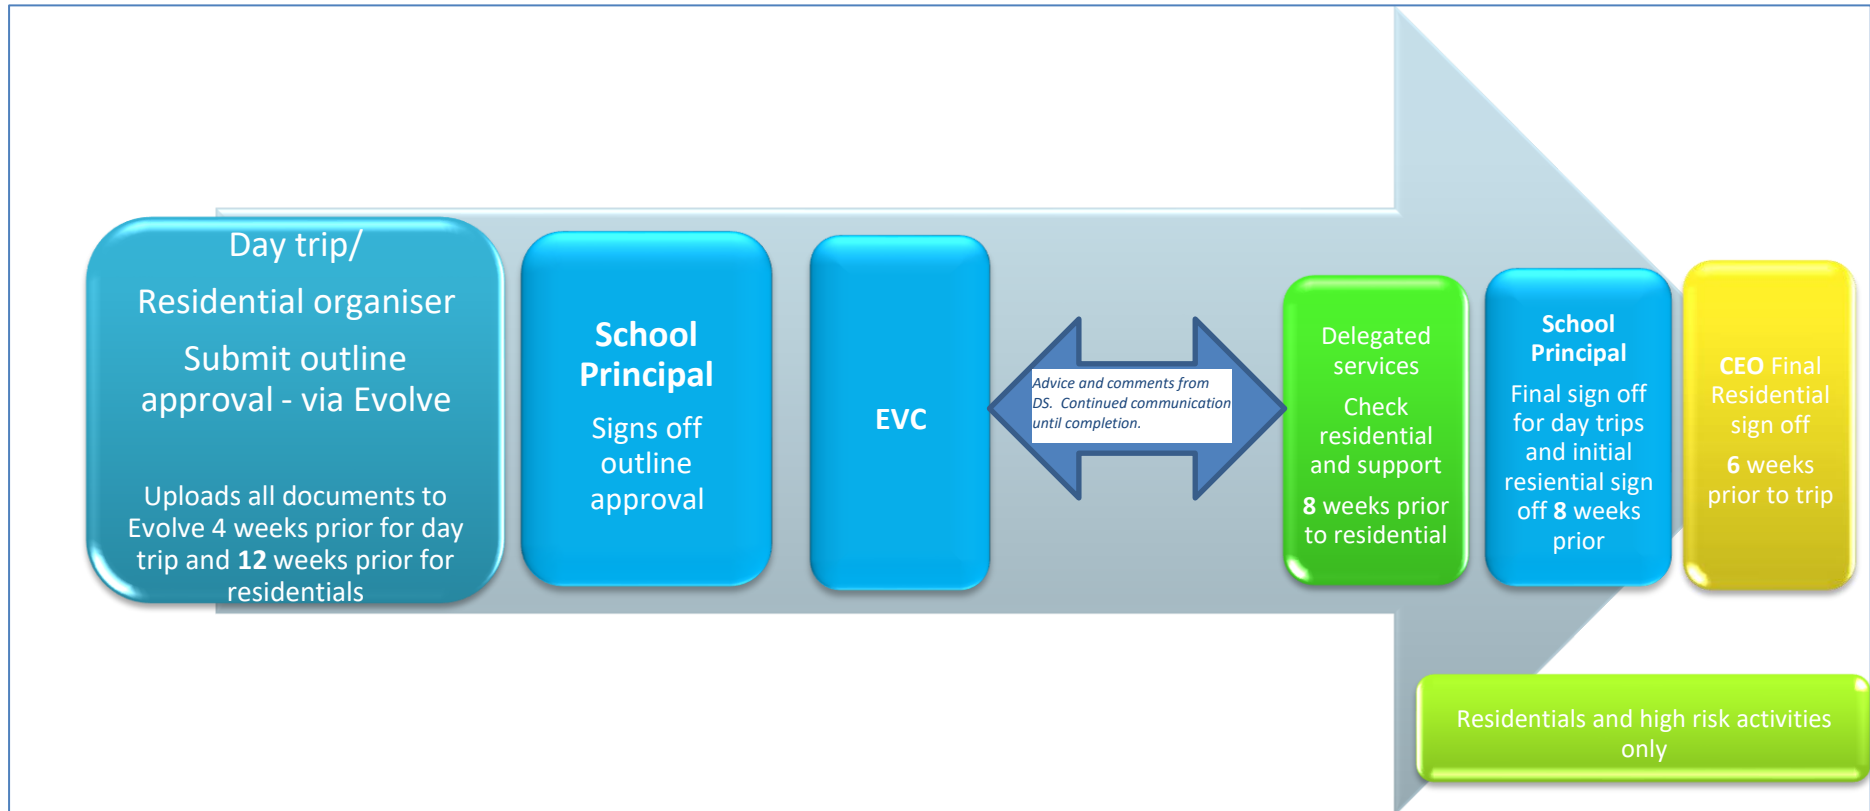 Day trip/
Residential organiser
Submit outline
approval - via Evolve
Uploads all documents to
Evolve 4 weeks prior for day
trip and 12 weeks prior for
residentials
School
Principal
Signs off
outline
approval
EVC
Advice and comments from
DS.  Continued communication
until completion.
Delegated
services
Check
residential
and support
8 weeks prior
to residential
School
Principal
Final sign off
for day trips
and initial
resiential sign
off 8 weeks
prior
CEO Final
Residential
sign off
6 weeks
prior to trip
Residentials and high risk activities
only